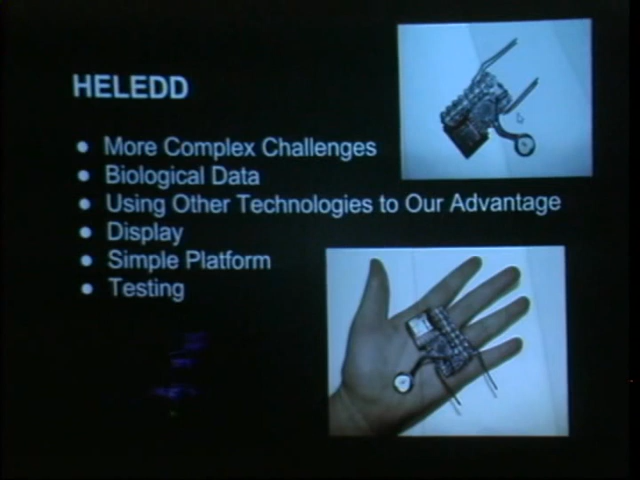 HELEDD
● More Complex Challenges
● Biological Data
● Using Other Technologies to Our Advantage
● Display
● Simple Platform
● Testing